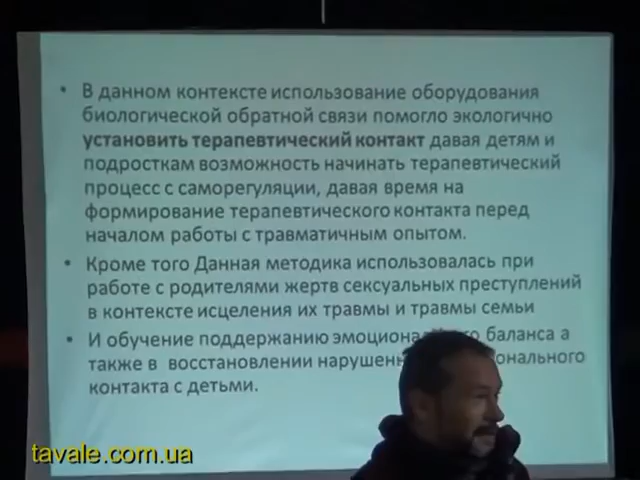 • В данном контексте использование оборудования
биологической обратной связи помогло экологично
установить терапевтический контакт давая детям и
подросткам возможность начинать терапевтический
процесс с саморегуляции, давая время на
формирование терапевтического контакта перед
началом работы с травматичным опытом.
• Кроме того Данная методика использовалась при
работе с родителями жертв сексуальных преступлений
в контексте исцеления их травмы и травмы семьи
• И обучение поддержанию баланса а
также в восстановлении
контакта с детьми.
tavale.com.ua